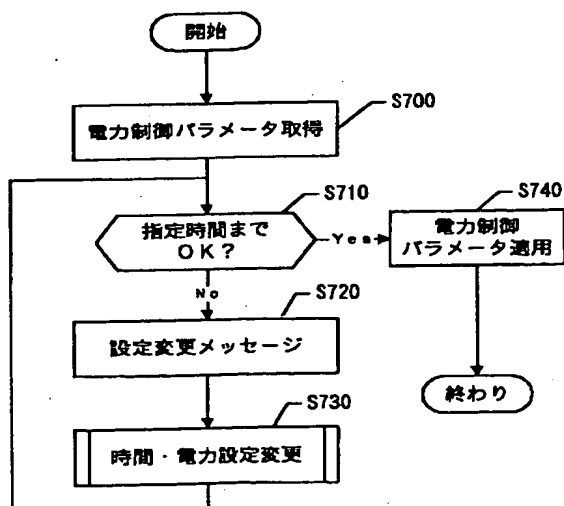 開始
S700
電力制御パラメータ取得
S710
指定時間まで
OK?
Yes
S740
電力制御
パラメータ適用
No
S720
設定変更メッセージ
終わり
S730
時間・電力設定変更